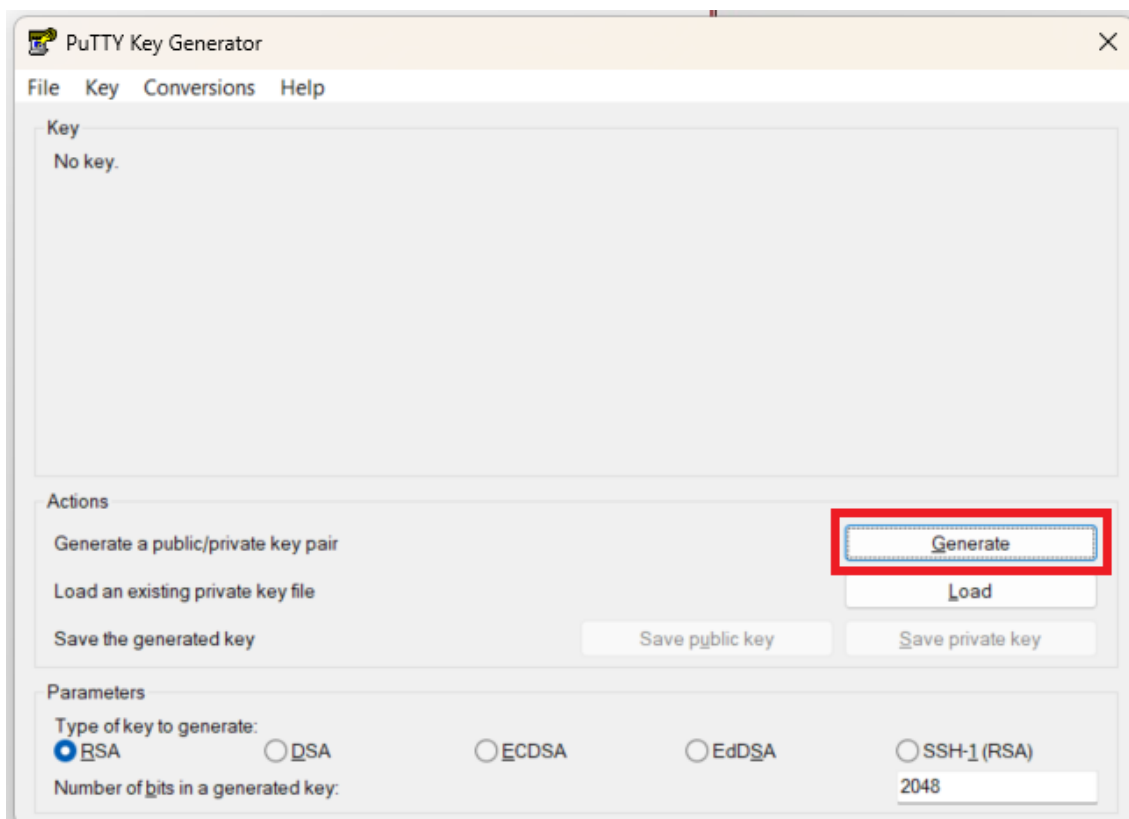 PuTTY Key Generator
File Key Conversions Help
Key
No key.
Actions
Generate a public/private key pair Generate
Load an existing private key file Load
Save the generated key Save public key Save private key
Parameters
Type of key to generate:
RSA DSA ECDSA EdDSA SSH-1 (RSA)
Number of bits in a generated key: 2048